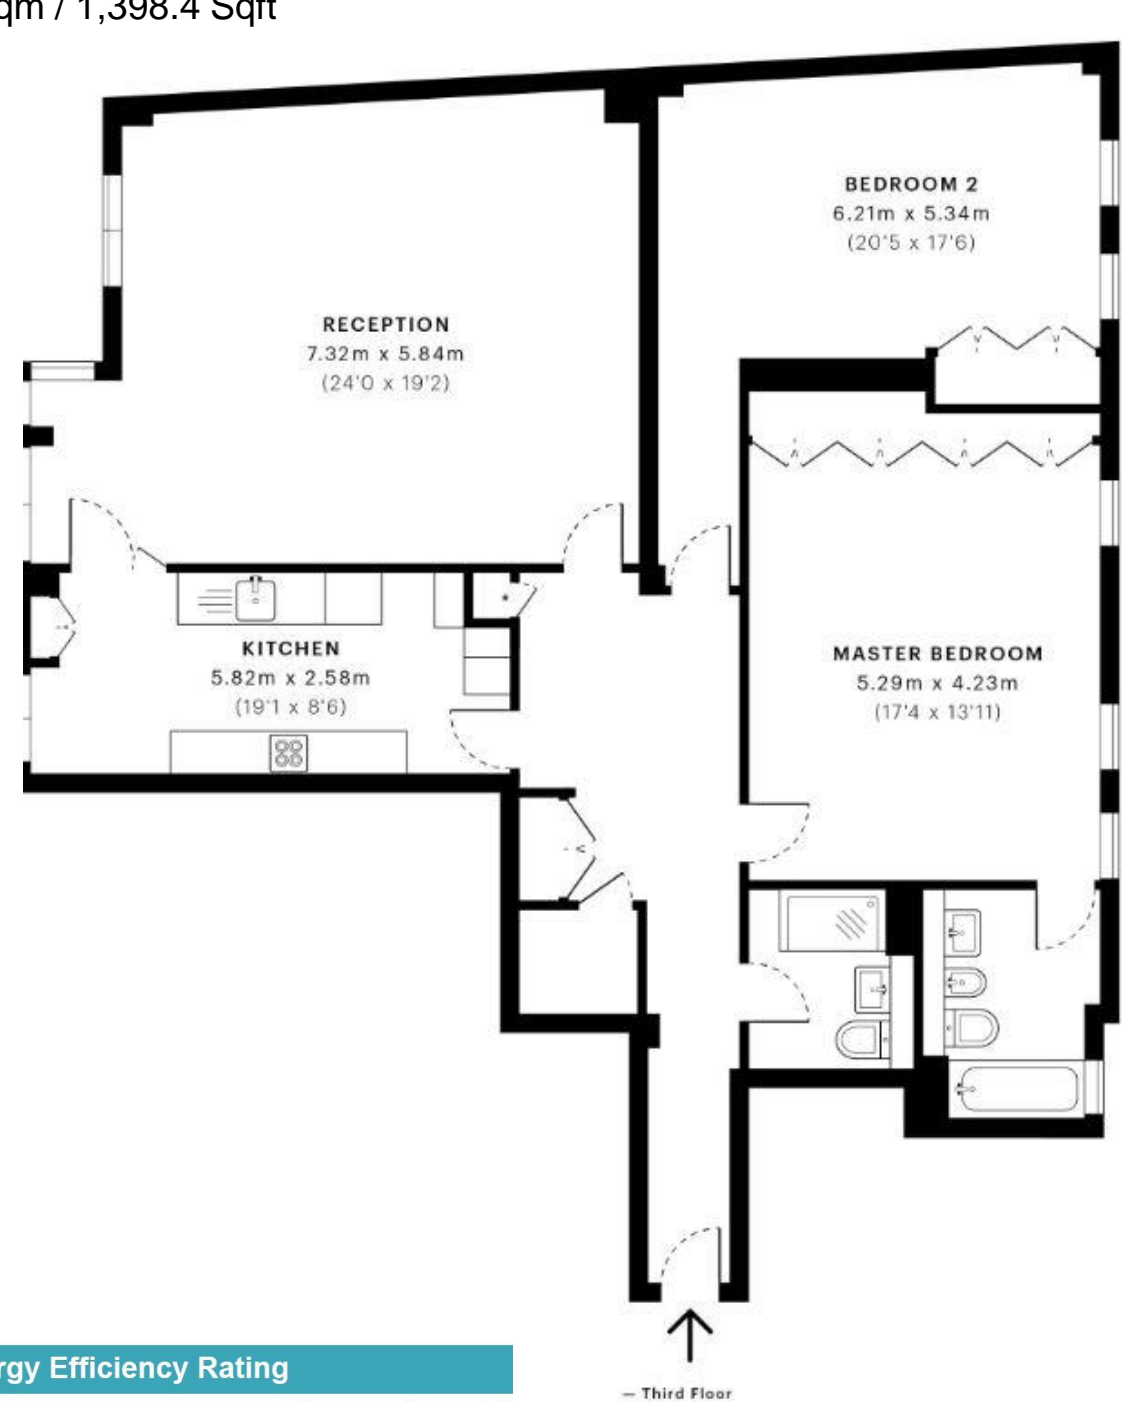 / 1,398.4 Sqft
BEDROOM 2
6.21m x 5.34m
(20'5 x 17'6)
RECEPTION
7.32m x 5.84m
(24'0 x 19'2)
KITCHEN
5.82m x 2.58m
(19'1 x 8'6)
MASTER BEDROOM
5.29m x 4.23m
(17'4 x 13'11)
Efficiency Rating
— Third Floor